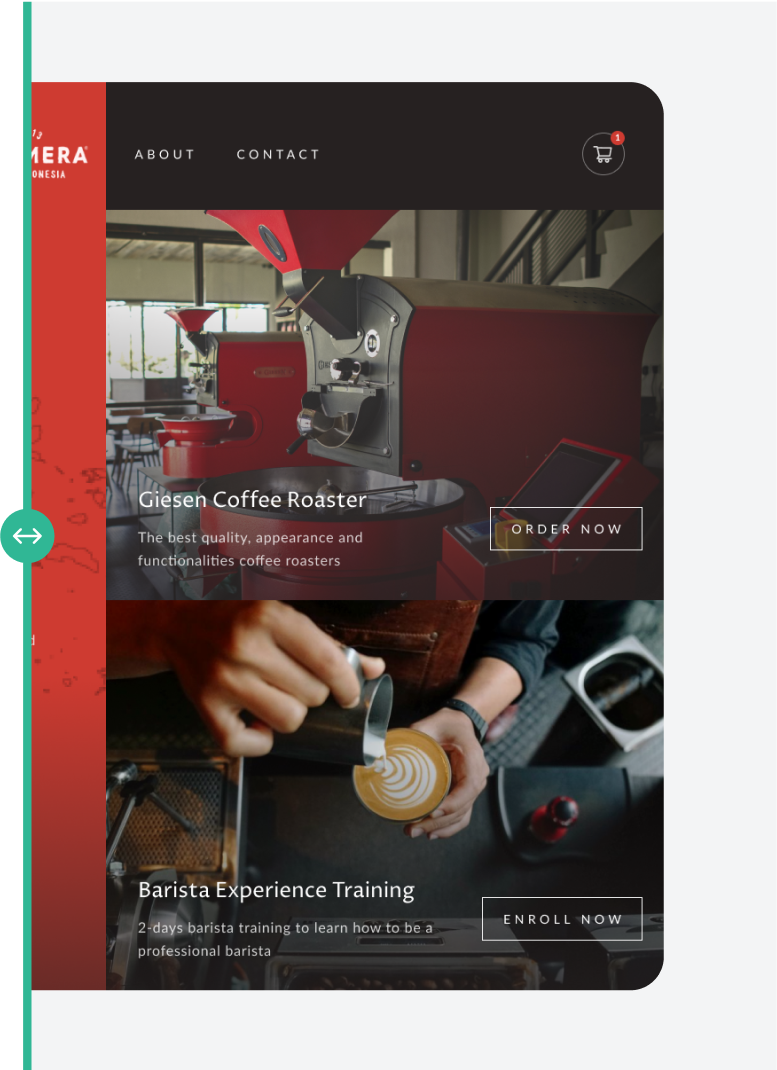 13
MERA
ONESIA
ABOUT CONTACT
1
Giesen Coffee Roaster
The best quality, appearance and
functionalities coffee roasters
ORDER NOW
d
Barista Experience Training
2-days barista training to learn how to be a
professional barista
ENROLL NOW